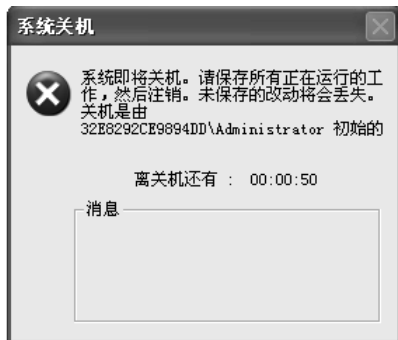 系统关机
系统即将关机。请保存所有正在运行的工
作，然后注销。未保存的改动将会丢失。
关机是由
32E8292CE9894DD\Administrator 初始的
离关机还有 : 00:00:50
消息